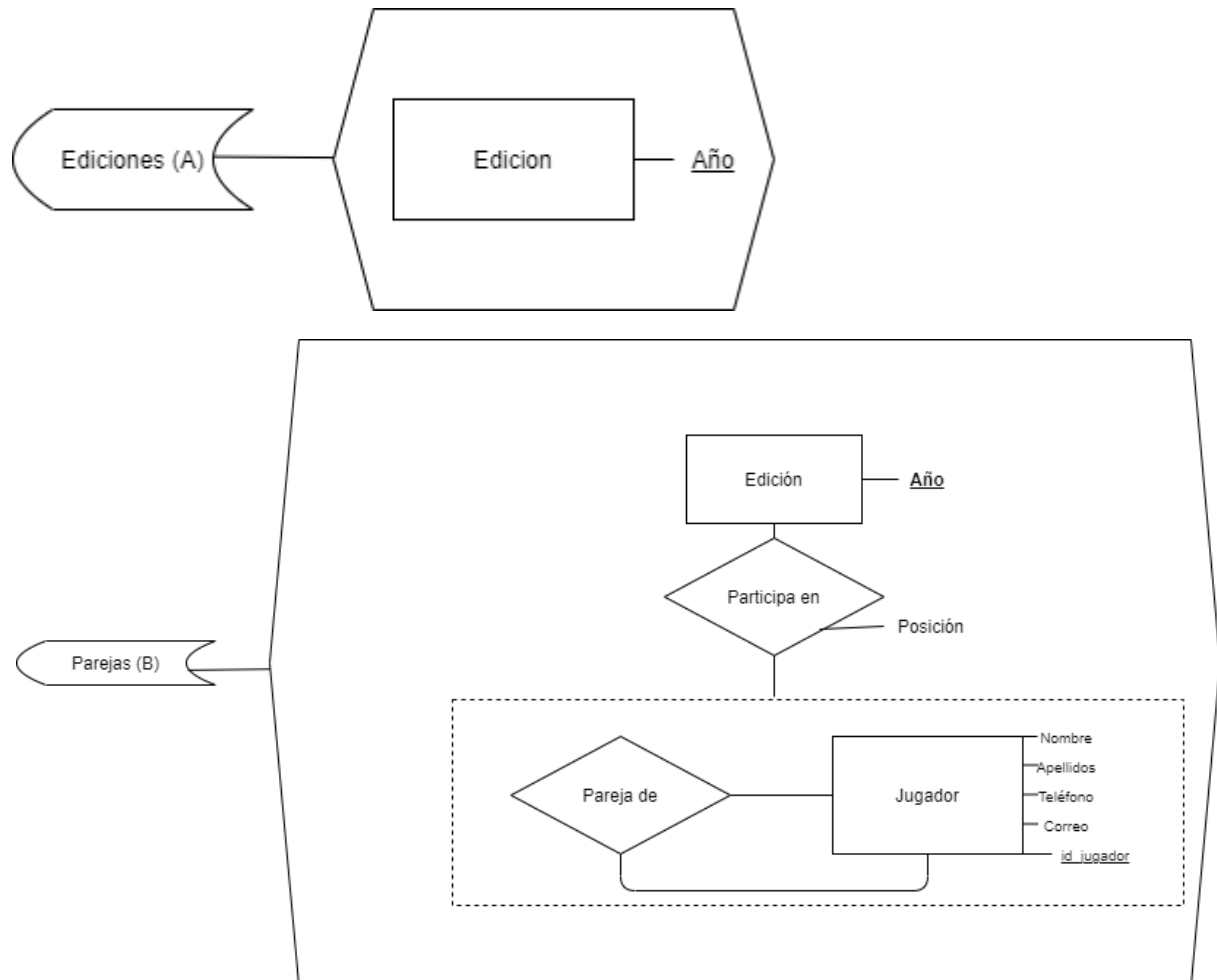 Ediciones (A)
Edicion
Año
Edición
Año
Participa en
Posición
Parejas (B)
Pareja de
Jugador
Nombre
Apellidos
Teléfono
Correo
id_jugador